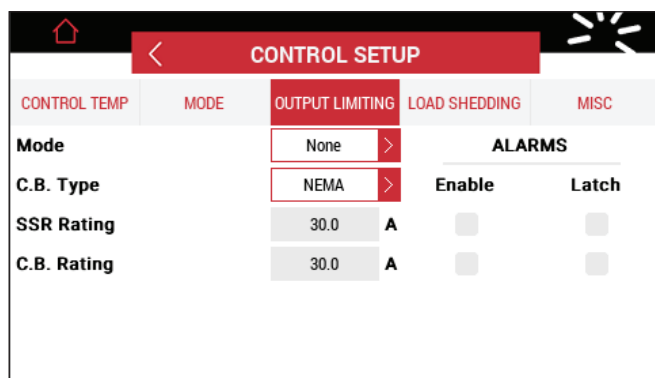 CONTROL SETUP
CONTROL TEMP MODE OUTPUT LIMITING LOAD SHEDDING MISC
Mode None ALARMS
C.B. Type NEMA Enable Latch
SSR Rating 30.0 A
C.B. Rating 30.0 A